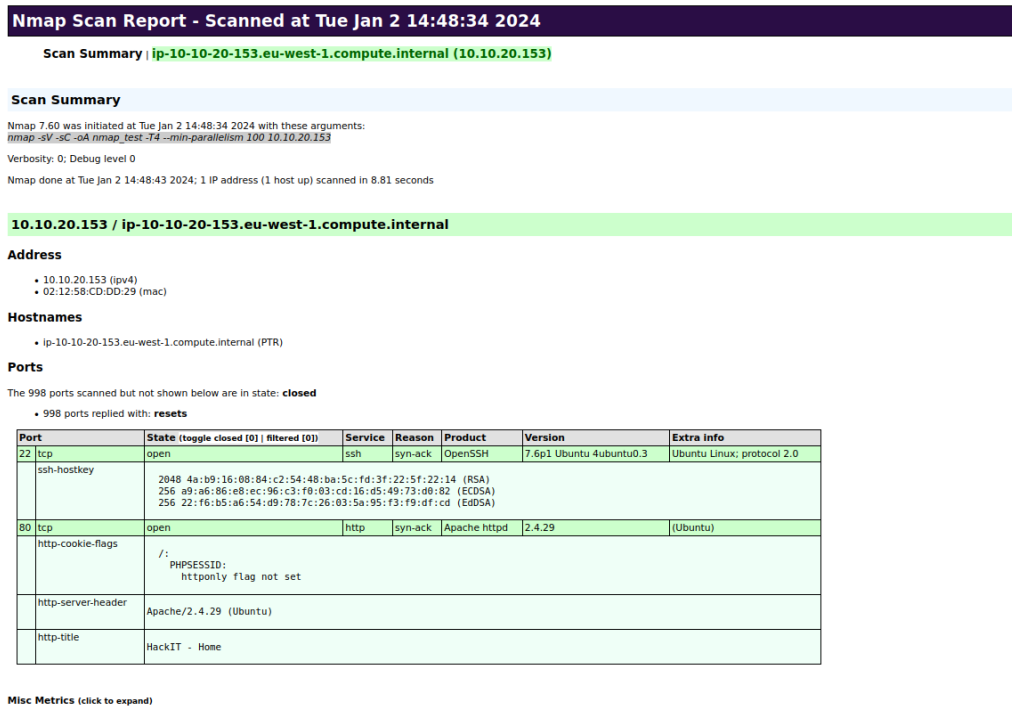 Nmap Scan Report - Scanned at Tue Jan 2 14:48:34 2024
Scan Summary | ip-10-10-20-153.eu-west-1.compute.internal (10.10.20.153)
Scan Summary
Nmap 7.60 was initiated at Tue Jan 2 14:48:34 2024 with these arguments:
nmap -sV -sC -oA nmap_test -T4 --min-parallelism 100 10.10.20.153
Verbosity: 0; Debug level 0
Nmap done at Tue Jan 2 14:48:43 2024; 1 IP address (1 host up) scanned in 8.81 seconds
10.10.20.153 / ip-10-10-20-153.eu-west-1.compute.internal
Address
• 10.10.20.153 (ipv4)
• 02:12:58:CD:DD:29 (mac)
Hostnames
• ip-10-10-20-153.eu-west-1.compute.internal (PTR)
Ports
The 998 ports scanned but not shown below are in state: closed
• 998 ports replied with: resets
Port State (toggle closed [0] | filtered [0]) Service Reason Product Version Extra info
22 tcp open ssh syn-ack OpenSSH 7.6p1 Ubuntu 4ubuntu0.3 Ubuntu Linux; protocol 2.0
ssh-hostkey
2048 4a:b9:16:08:84:c2:54:48:ba:5c:fd:3f:22:5f:22:14 (RSA)
256 a9:a6:86:e8:ec:96:c3:f0:03:cd:16:d5:49:73:d0:82 (ECDSA)
256 22:f6:b5:a6:54:d9:78:7c:26:03:5a:95:f3:f9:df:cd (EdDSA)
80 tcp open http syn-ack Apache httpd 2.4.29 (Ubuntu)
http-cookie-flags
/:
PHPSESSID:
httponly flag not set
http-server-header
Apache/2.4.29 (Ubuntu)
http-title
HackIT - Home
Misc Metrics (click to expand)